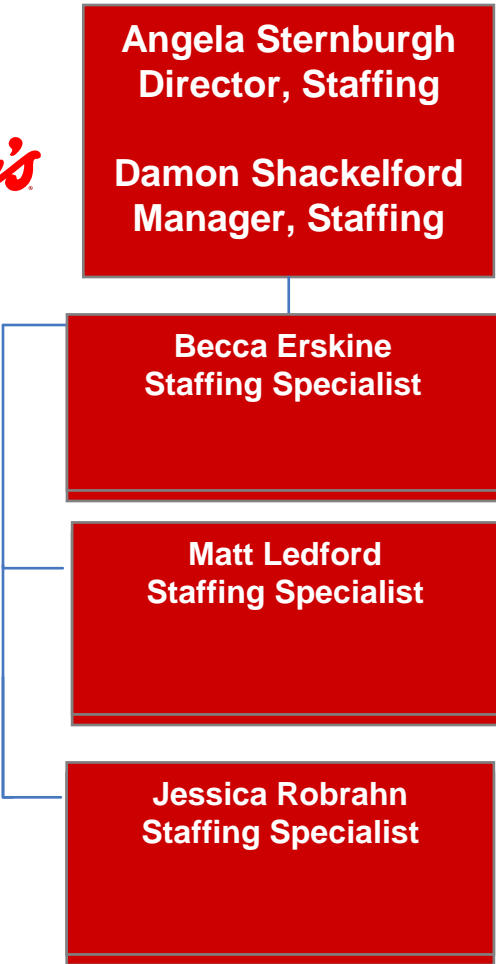 Angela Sternburgh
Director, Staffing
Damon Shackelford
Manager, Staffing
Becca Erskine
Staffing Specialist
Matt Ledford
Staffing Specialist
Jessica Robrahn
Staffing Specialist